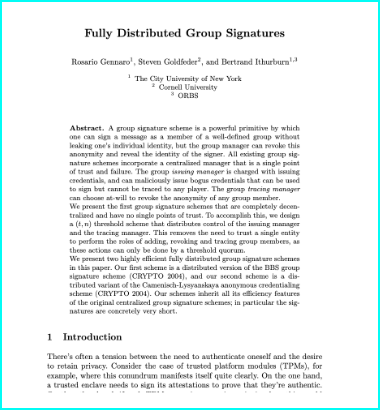 Fully Distributed Group Signatures
Rosario Gennaro1, Steven Goldfeder2, and Bertrand Ithurburn1,3
1 The City University of New York
2 Cornell University
3 ORBS
Abstract. A group signature scheme is a powerful primitive by which
one can sign a message as a member of a well-defined group without
leaking one's individual identity, but the group manager can revoke this
anonymity and reveal the identity of the signer. All existing group sig-
nature schemes incorporate a centralized manager that is a single point
of trust and failure. The group issuing manager is charged with issuing
credentials, and can maliciously issue bogus credentials that can be used
to sign but cannot be traced to any player. The group tracing manager
can choose at-will to revoke the anonymity of any group member.
We present the first group signature schemes that are completely decen-
tralized and have no single points of trust. To accomplish this, we design
a (t, n) threshold scheme that distributes control of the issuing manager
and the tracing manager. This removes the need to trust a single entity
to perform the roles of adding, revoking and tracing group members, as
these actions can only be done by a threshold quorum.
We present two highly efficient fully distributed group signature schemes
in this paper. Our first scheme is a distributed version of the BBS group
signature scheme (CRYPTO 2004), and our second scheme is a dis-
tributed variant of the Camenisch-Lysyanskaya anonymous credentialing
scheme (CRYPTO 2004). Our schemes inherit all its efficiency features
of the original centralized group signature schemes; in particular the sig-
natures are concretely very short.
1 Introduction
There's often a tension between the need to authenticate oneself and the desire
to retain privacy. Consider the case of trusted platform modules (TPMs), for
example, where this conundrum manifests itself quite clearly. On the one hand,
a trusted enclave needs to sign its attestations to prove that they're authentic.